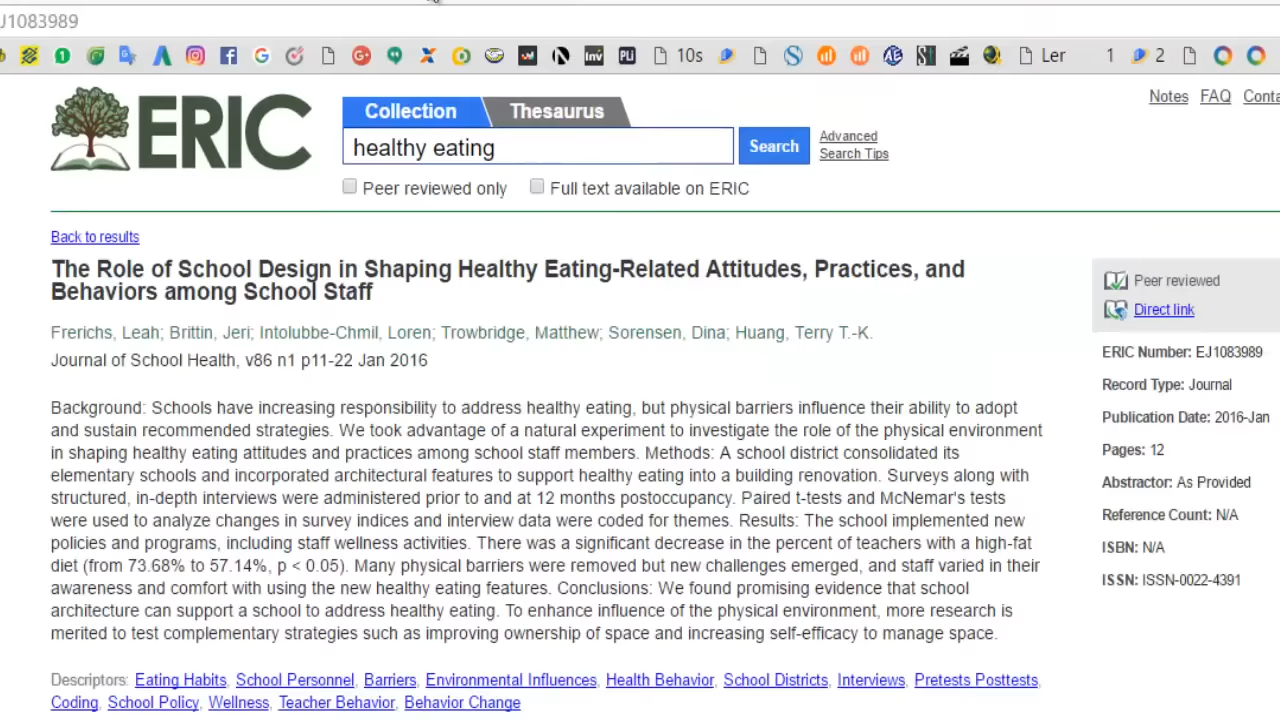 J1083989
10s
Ler
1
2
Notes FAQ
ERIC
Collection Thesaurus
healthy eating
Search
Advanced
Search Tips
Peer reviewed only Full text available on ERIC
Back to results
The Role of School Design in Shaping Healthy Eating-Related Attitudes, Practices, and
Behaviors among School Staff
Frerichs, Leah; Brittin, Jeri; Intolubbe-Chmil, Loren; Trowbridge, Matthew; Sorensen, Dina; Huang, Terry T.-K.
Journal of School Health, v86 n1 p11-22 Jan 2016
Background: Schools have increasing responsibility to address healthy eating, but physical barriers influence their ability to adopt
and sustain recommended strategies. We took advantage of a natural experiment to investigate the role of the physical environment
in shaping healthy eating attitudes and practices among school staff members. Methods: A school district consolidated its
elementary schools and incorporated architectural features to support healthy eating into a building renovation. Surveys along with
structured, in-depth interviews were administered prior to and at 12 months postoccupancy. Paired t-tests and McNemar's tests
were used to analyze changes in survey indices and interview data were coded for themes. Results: The school implemented new
policies and programs, including staff wellness activities. There was a significant decrease in the percent of teachers with a high-fat
diet (from 73.68% to 57.14%, p < 0.05). Many physical barriers were removed but new challenges emerged, and staff varied in their
awareness and comfort with using the new healthy eating features. Conclusions: We found promising evidence that school
architecture can support a school to address healthy eating. To enhance influence of the physical environment, more research is
merited to test complementary strategies such as improving ownership of space and increasing self-efficacy to manage space.
Descriptors: Eating Habits, School Personnel, Barriers, Environmental Influences, Health Behavior, School Districts, Interviews, Pretests Posttests,
Coding, School Policy, Wellness, Teacher Behavior, Behavior Change
Peer reviewed
Direct link
ERIC Number: EJ1083989
Record Type: Journal
Publication Date: 2016-Jan
Pages: 12
Abstractor: As Provided
Reference Count: N/A
ISBN: N/A
ISSN: ISSN-0022-4391